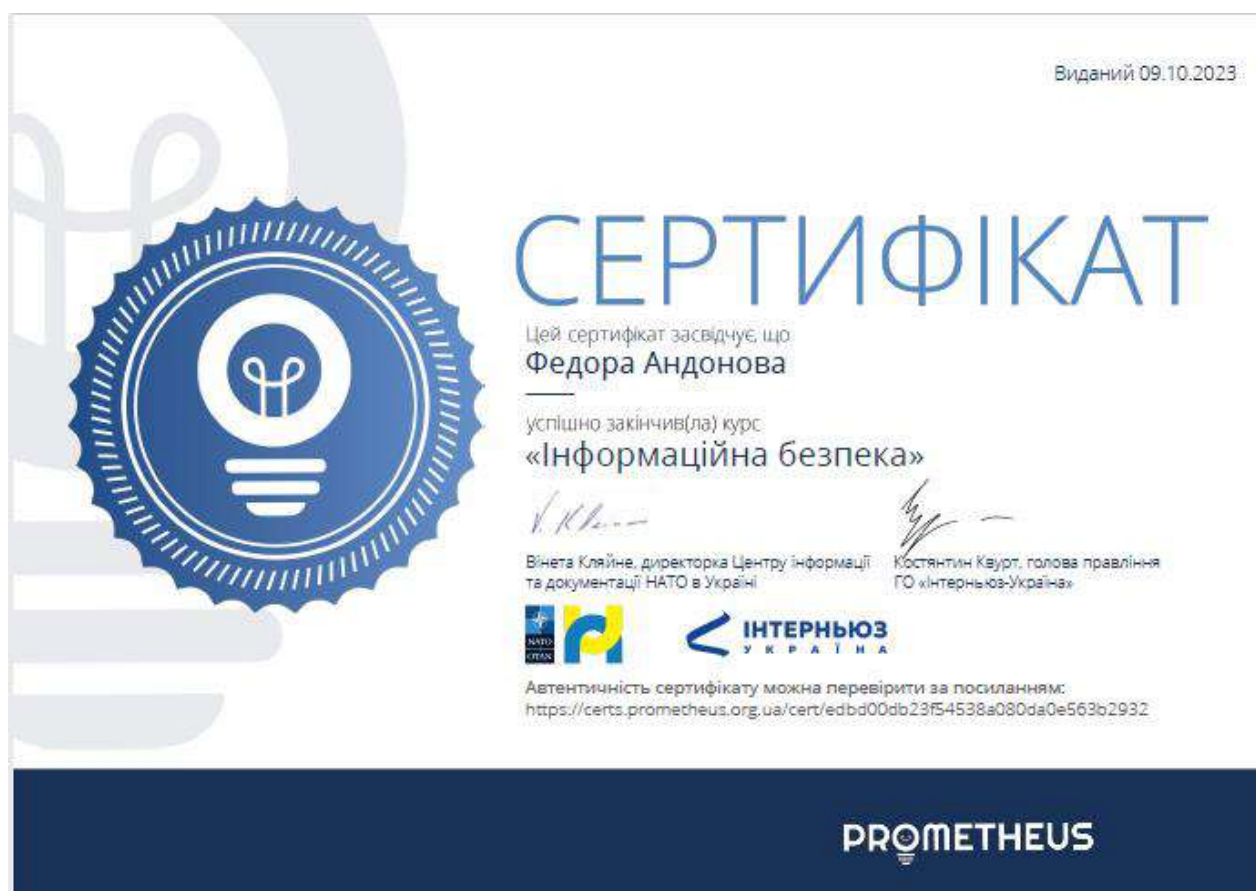 Виданий 09.10.2023
СЕРТИФІКАТ
Цей сертифікат засвідчує, що
Федора Андонова
успішно закінчив(ла) курс
«Інформаційна безпека»
Вінета Кляйне, директорка Центру інформації
та документації НАТО в Україні
Костянтин Квурт, голова правління
ГО «Інтерньюз-Україна»
NATO
OTAN
ІНТЕРНЬЮЗ
УКРАЇНА
Автентичність сертифікату можна перевірити за посиланням:
https://certs.prometheus.org.ua/cert/edbd00db23f54538a080da0e563b2932
PROMETHEUS